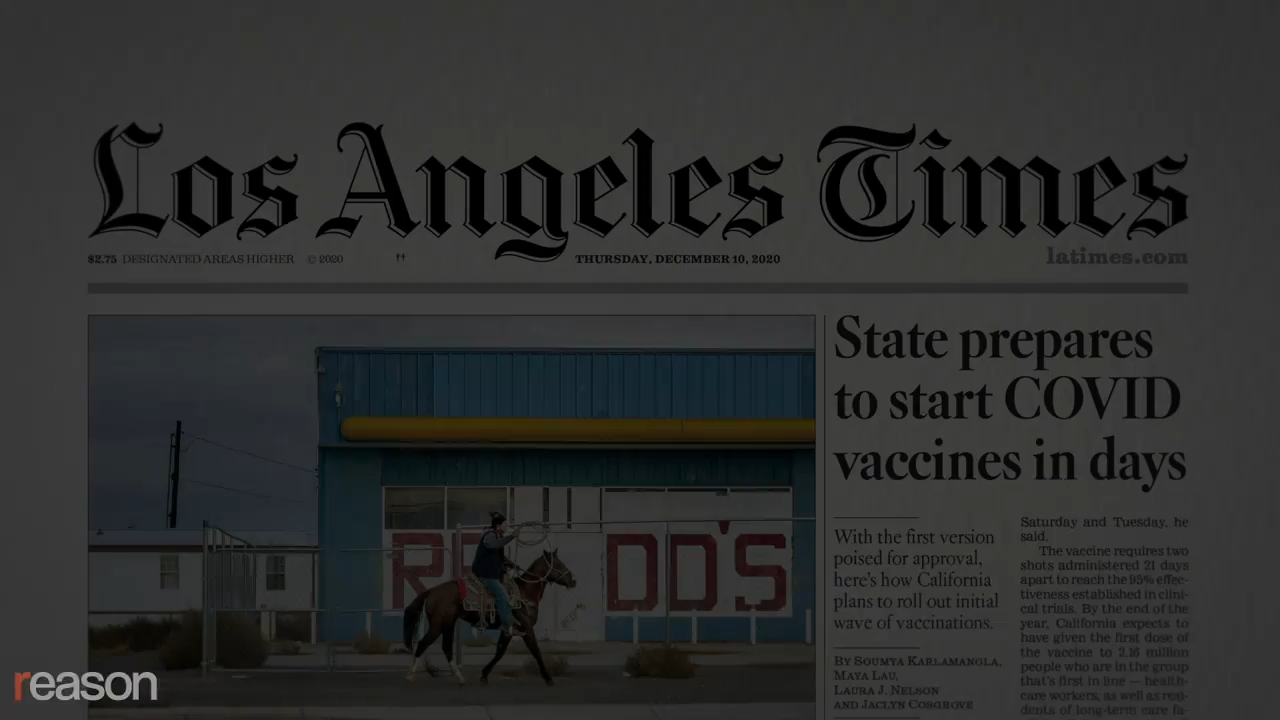 Los Angeles Times
$2.75 DESIGNATED AREAS HIGHER © 2020
THURSDAY, DECEMBER 10, 2020
latimes.com
State prepares
to start COVID
vaccines in days
With the first version
poised for approval,
here's how California
plans to roll out initial
wave of vaccinations.
By Soumya Karlamangla,
Maya Lau,
Laura J. Nelson
and Jaclyn Cosgrove
Saturday and Tuesday, he
said.
The vaccine requires two
shots administered 21 days
apart to reach the 95% effec-
tiveness established in clini-
cal trials. By the end of the
year, California expects to
have given the first dose of
the vaccine to 2.16 million
people who are in the group
that's first in line — health-
care workers, as well as resi-
dents of long-term care fa-
DD'S
reason